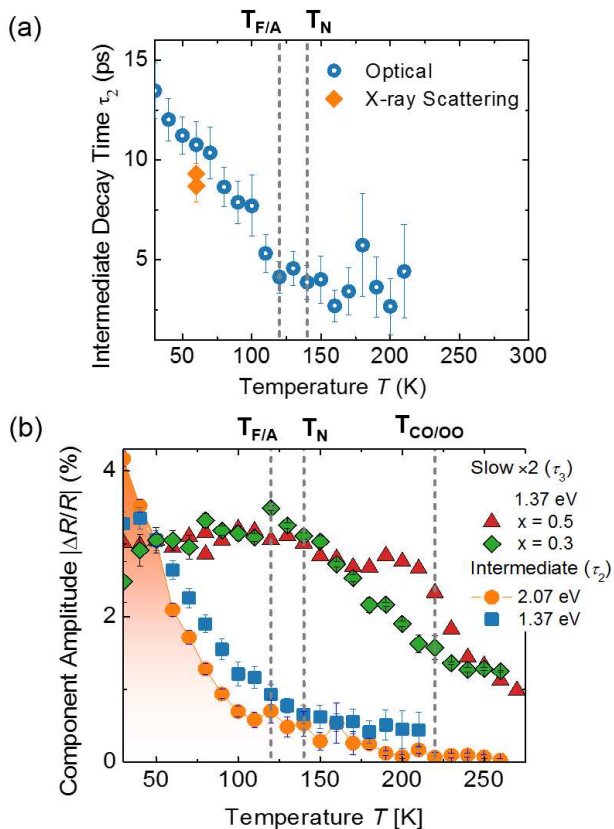 (a)
T_F/A T_N
Intermediate Decay Time τ_2 (ps)
15
10
5
Optical
X-ray Scattering
50 100 150 200 250 300
Temperature T (K)
(b)
T_F/A T_N T_CO/OO
Component Amplitude |ΔR/R| (%)
4
2
0
Slow ×2 (τ_3)
1.37 eV
x = 0.5
x = 0.3
Intermediate (τ_2)
2.07 eV
1.37 eV
50 100 150 200 250
Temperature T [K]